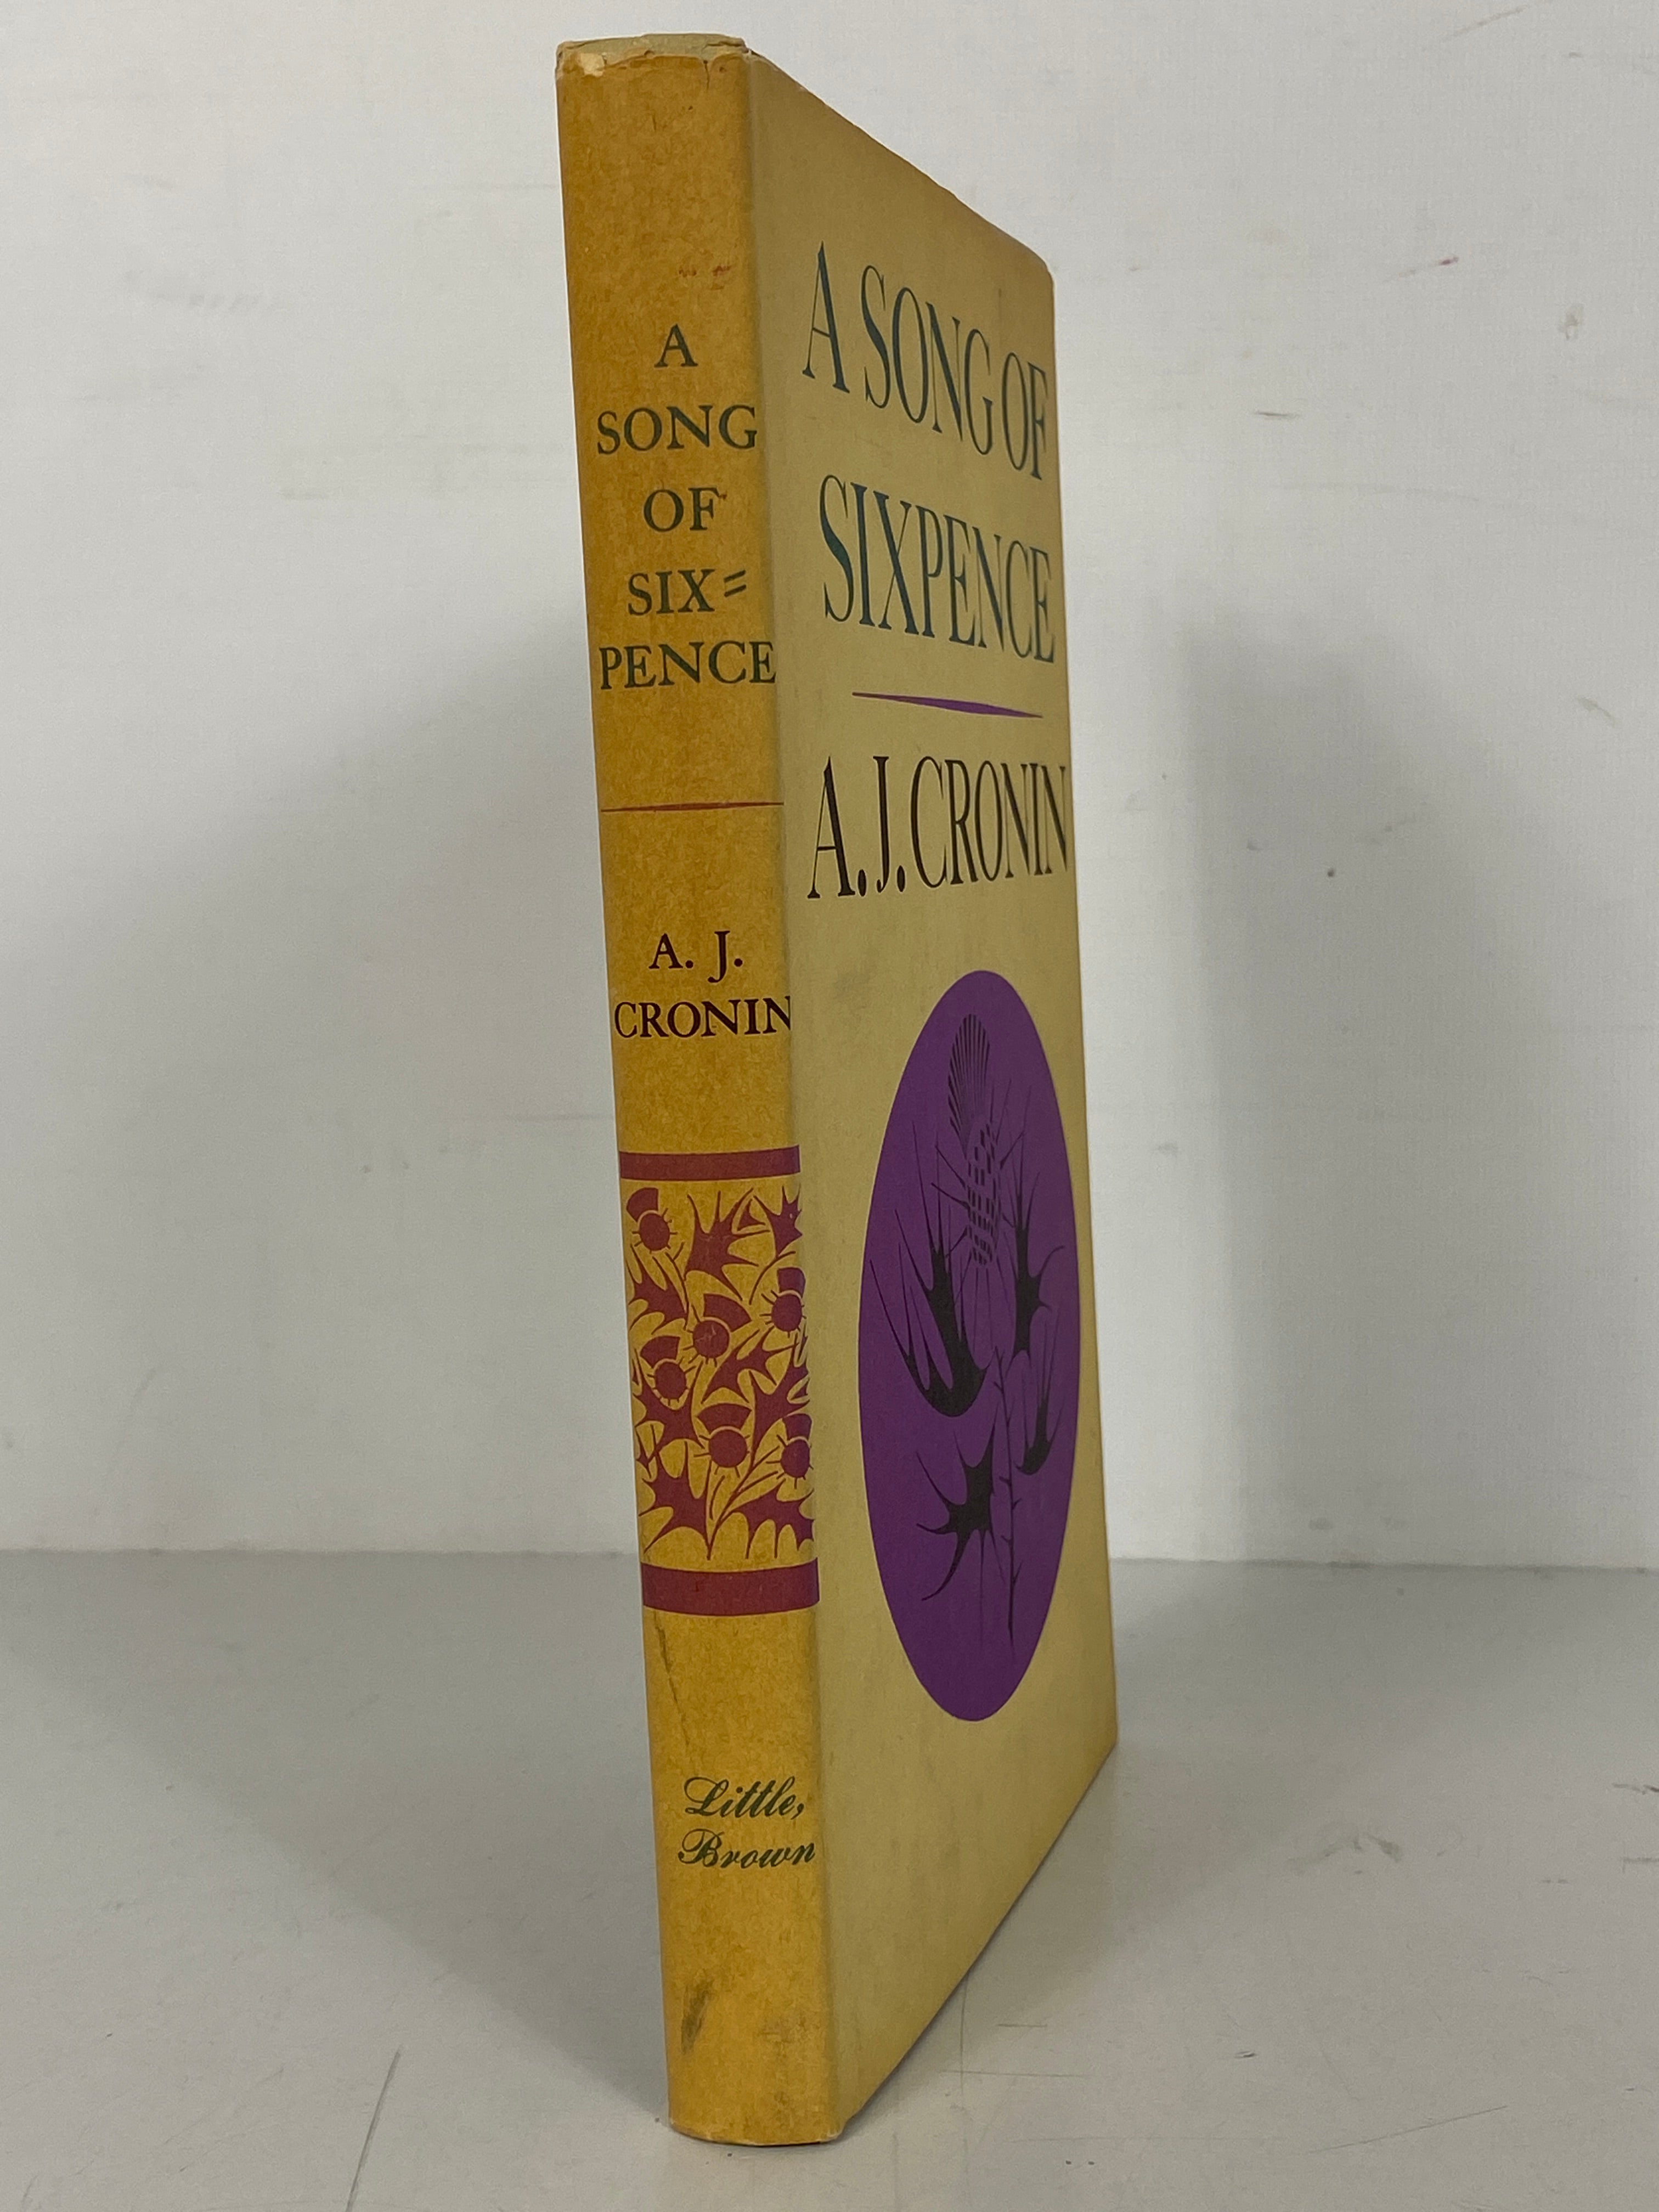 A
SONG
OF
SIX=
PENCE
A. J.
CRONIN
Little,
Brown
A SONG OF
SIXPENCE
A.J. CRONIN